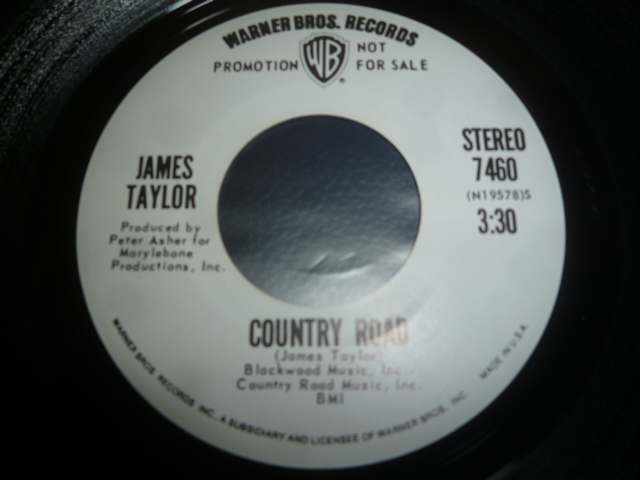 WARNER BROS. RECORDS
PROMOTION NOT FOR SALE
WB
®
JAMES
TAYLOR
Produced by
Peter Asher for
Marylebone
Productions, Inc.
STEREO
7460
(N19578)S
3:30
COUNTRY ROAD
(James Taylor)
Blackwood Music, Inc./
Country Road Music, Inc.
BMI
WARNER BROS. RECORDS INC., A SUBSIDIARY AND LICENSEE OF WARNER BROS. INC.
MADE IN U.S.A.